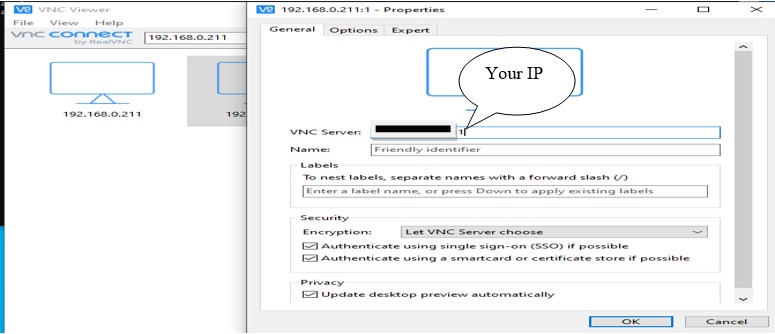 VNC Viewer
File View Help
vnc connect
by RealVNC
192.168.0.211
192.168.0.211
192
192.168.0.211:1 - Properties
General Options Expert
Your IP
VNC Server: 1
Name: Friendly identifier
Labels
To nest labels, separate names with a forward slash (/)
Enter a label name, or press Down to apply existing labels
Security
Encryption: Let VNC Server choose
Authenticate using single sign-on (SSO) if possible
Authenticate using a smartcard or certificate store if possible
Privacy
Update desktop preview automatically
OK Cancel